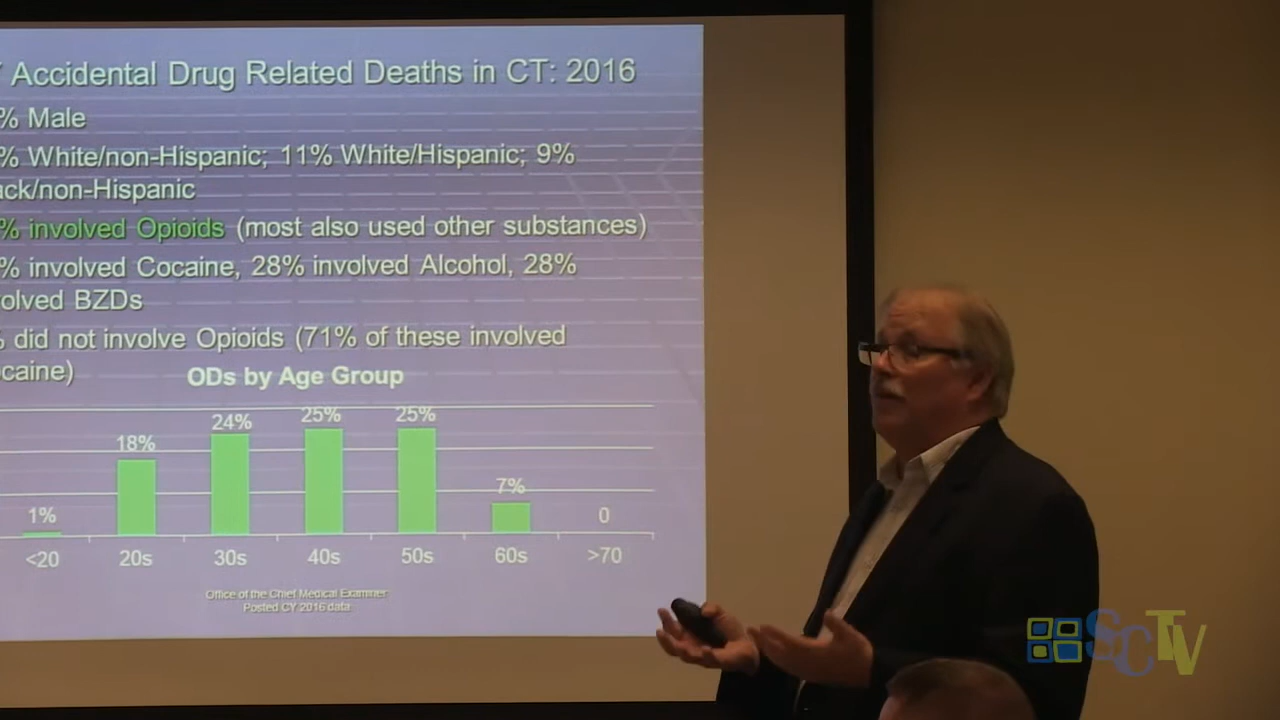 Accidental Drug Related Deaths in CT: 2016
% Male
% White/non-Hispanic; 11% White/Hispanic; 9%
ack/non-Hispanic
% involved Opioids (most also used other substances)
% involved Cocaine, 28% involved Alcohol, 28%
olved BZDs
did not involve Opioids (71% of these involved
caine)
ODs by Age Group
1% 18% 24% 25% 25% 7% 0
<20 20s 30s 40s 50s 60s >70
Office of the Chief Medical Examiner
Posted CY 2016 data
SCTV